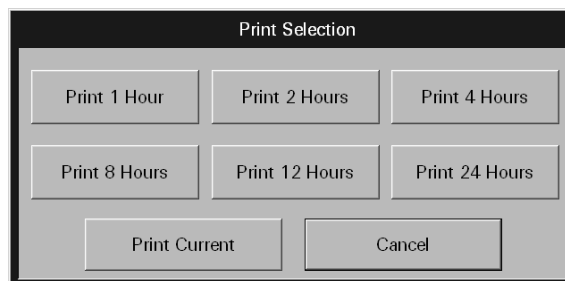 Print Selection
Print 1 Hour Print 2 Hours Print 4 Hours
Print 8 Hours Print 12 Hours Print 24 Hours
Print Current Cancel